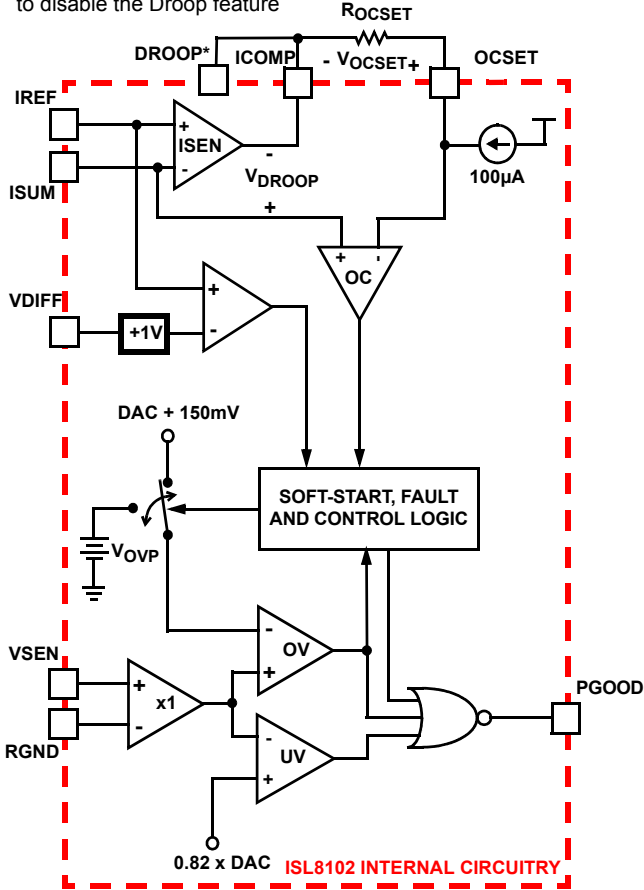 to disable the Droop feature
ROCSET
DROOP*
ICOMP
- VOCSET+
OCSET
IREF
+
ISEN
-
-
VDROOP
+
100µA
ISUM
+
-
OC
VDIFF
+1V
+
-
DAC + 150mV
SOFT-START, FAULT
AND CONTROL LOGIC
VOVP
-
OV
+
VSEN
+
x1
-
RGND
PGOOD
-
UV
+
0.82 x DAC
ISL8102 INTERNAL CIRCUITRY